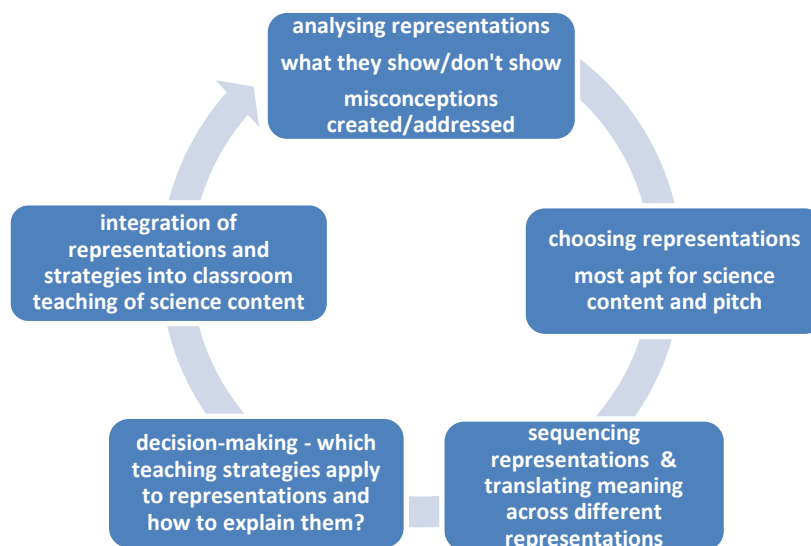 analysing representations
what they show/don't show
misconceptions
created/addressed
choosing representations
most apt for science
content and pitch
sequencing
representations &
translating meaning
across different
representations
decision-making - which
teaching strategies apply
to representations and
how to explain them?
integration of
representations and
strategies into classroom
teaching of science content